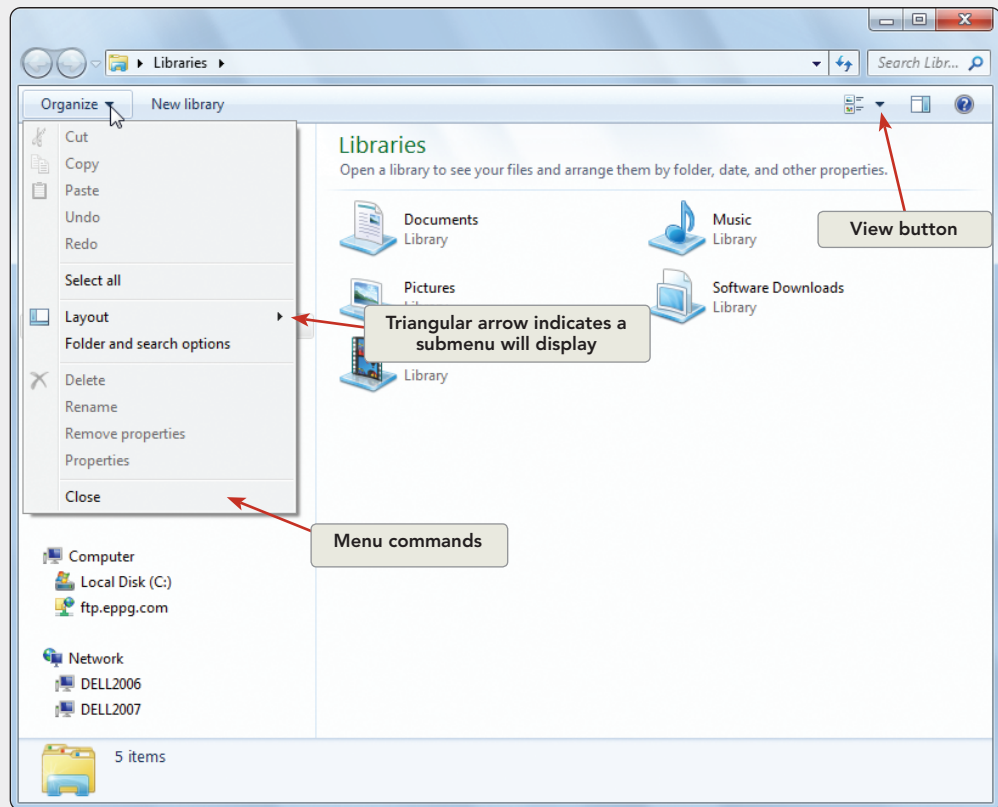 Libraries
Search Libr...
Organize
New library
Cut
Copy
Paste
Undo
Redo
Select all
Layout
Folder and search options
Delete
Rename
Remove properties
Properties
Close
Computer
Local Disk (C:)
ftp.eppg.com
Network
DELL2006
DELL2007
Libraries
Open a library to see your files and arrange them by folder, date, and other properties.
Documents
Library
Music
Library
Pictures
Software Downloads
Library
Library
View button
Triangular arrow indicates a
submenu will display
Menu commands
5 items